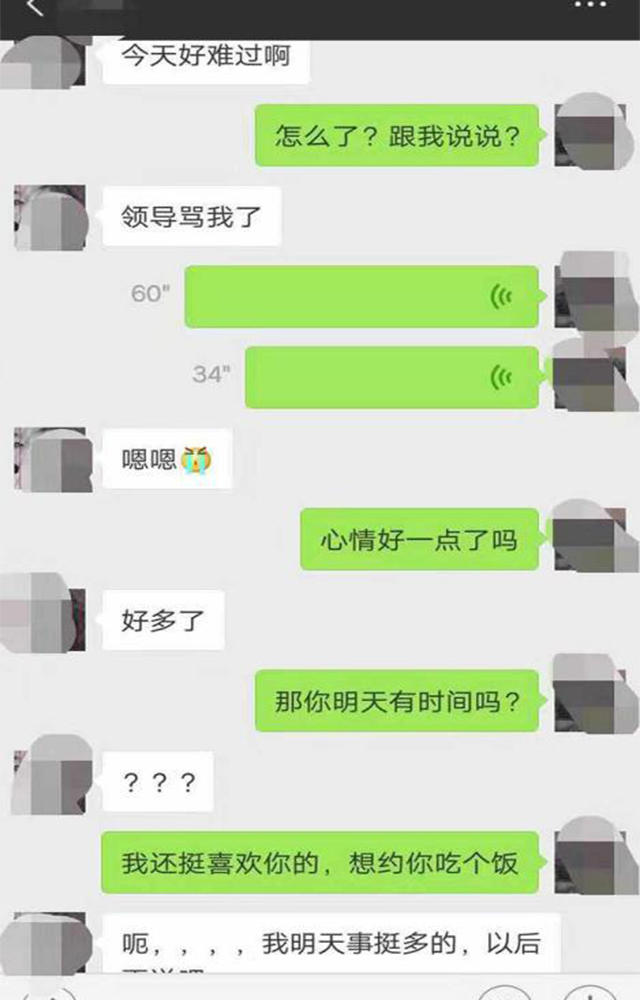 今天好难过啊
怎么了？跟我说说？
领导骂我了
60"
34"
嗯嗯
心情好一点了吗
好多了
那你明天有时间吗？
？？？
我还挺喜欢你的，想约你吃个饭
呃，，，，我明天事挺多的，以后